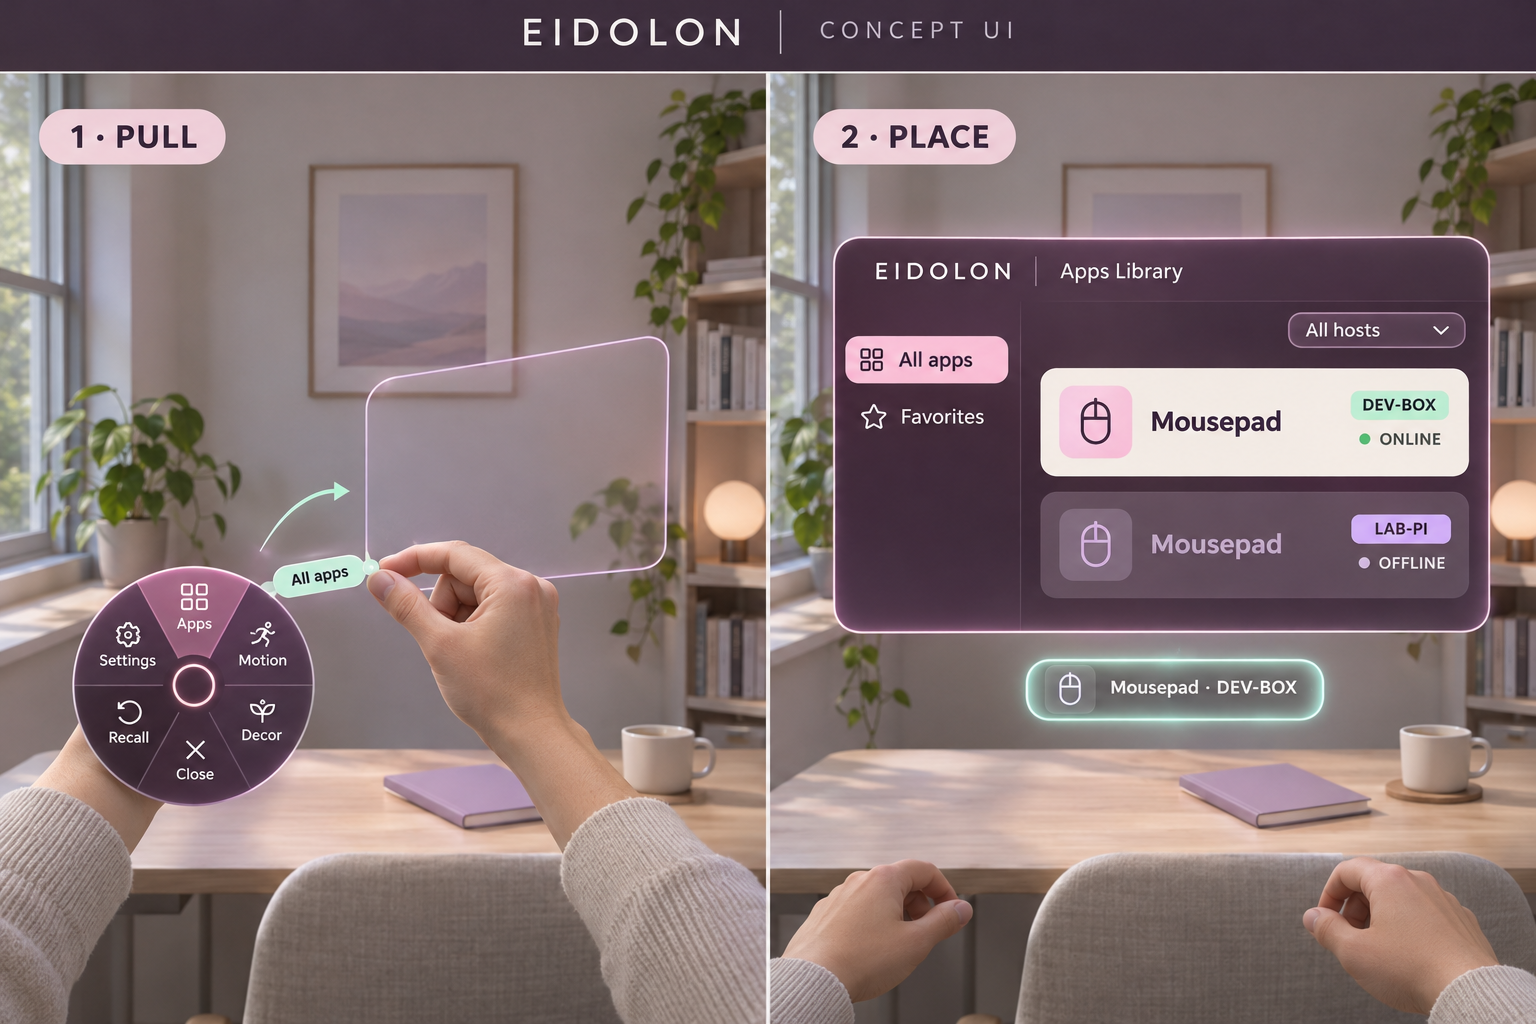 EIDOLON | CONCEPT UI
1 · PULL
All apps
Apps
Settings
Motion
Recall
Decor
Close
2 · PLACE
EIDOLON | Apps Library
All hosts
All apps
Favorites
Mousepad
DEV-BOX
ONLINE
Mousepad
LAB-PI
OFFLINE
Mousepad · DEV-BOX